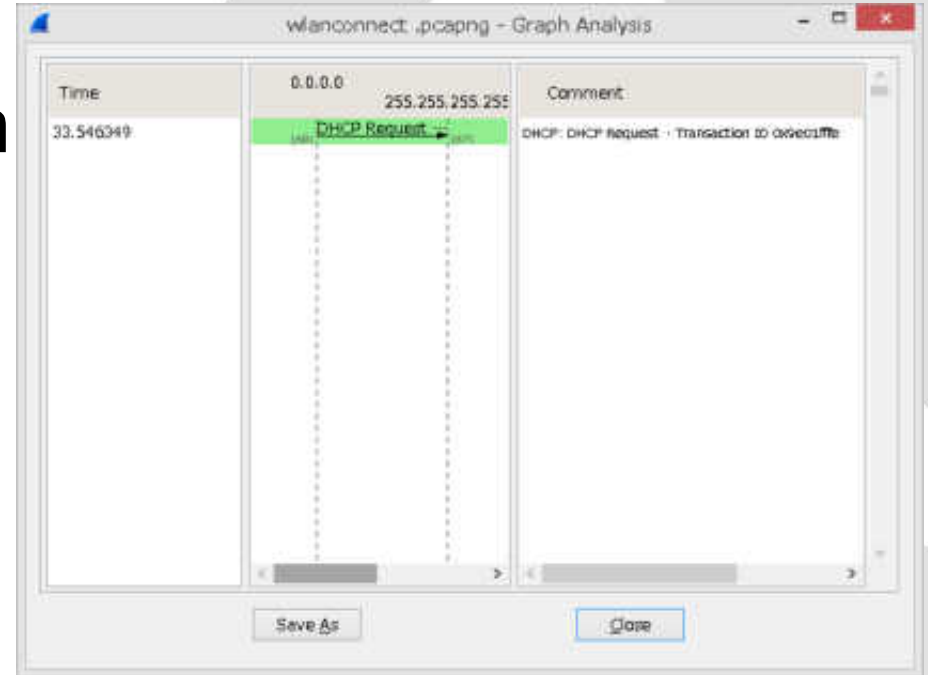 n
wlanconnect .pcapng - Graph Analysis
Time
0.0.0.0
255.255.255.255
Comment
33.546349
DHCP Request - 
DHCP: DHCP Request - Transaction ID
Save As
Close